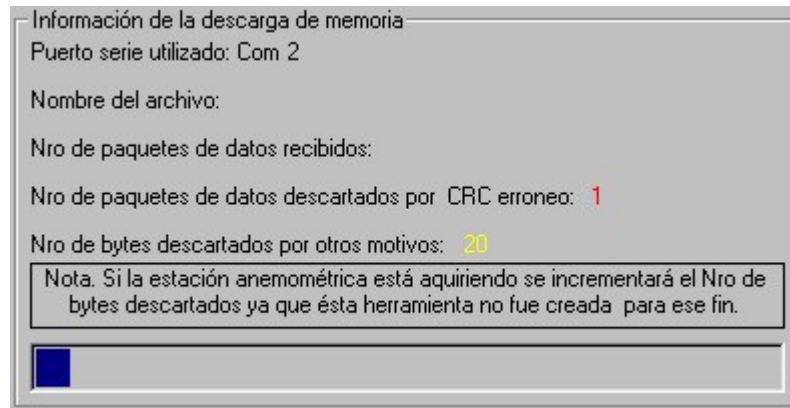 Información de la descarga de memoria
Puerto serie utilizado: Com 2
Nombre del archivo:
Nro de paquetes de datos recibidos:
Nro de paquetes de datos descartados por CRC erroneo: 1
Nro de bytes descartados por otros motivos: 20
Nota. Si la estación anemométrica está aquiriendo se incrementará el Nro de
bytes descartados ya que ésta herramienta no fue creada para ese fin.